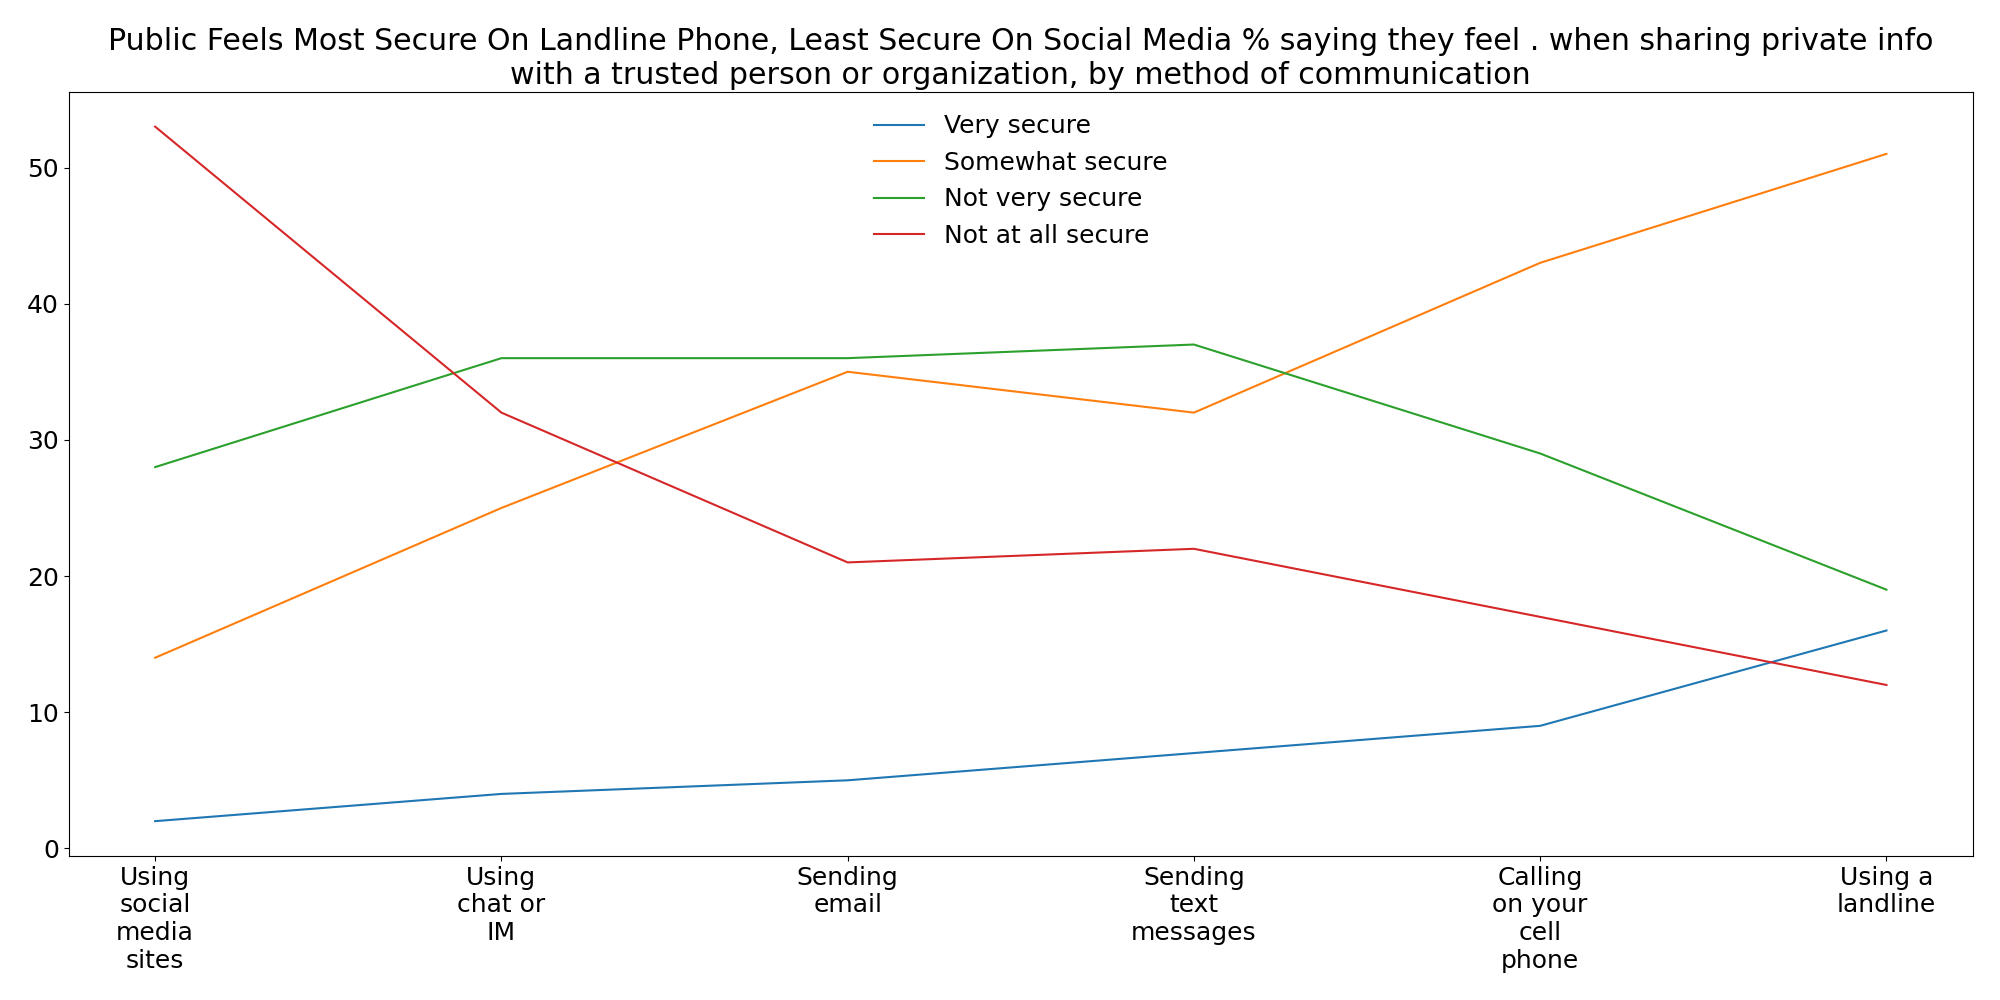 Public Feels Most Secure On Landline Phone, Least Secure On Social Media % saying they feel . when sharing private info
with a trusted person or organization, by method of communication
Very secure
Somewhat secure
Not very secure
Not at all secure
50
40
30
20
10
0
Using
social
media
sites
Using
chat or
IM
Sending
email
Sending
text
messages
Calling
on your
cell
phone
Using a
landline